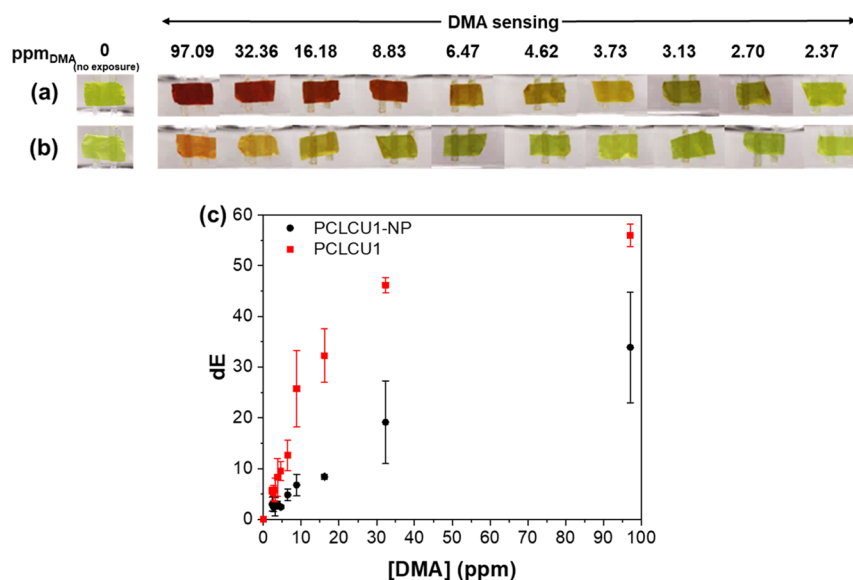 DMA sensing
ppmDMA 0 97.09 32.36 16.18 8.83 6.47 4.62 3.73 3.13 2.70 2.37
(no exposure)
(a)
(b)
(c)
60
PCLCU1-NP
PCLCU1
50
40
dE
30
20
10
0
0 10 20 30 40 50 60 70 80 90 100
[DMA] (ppm)